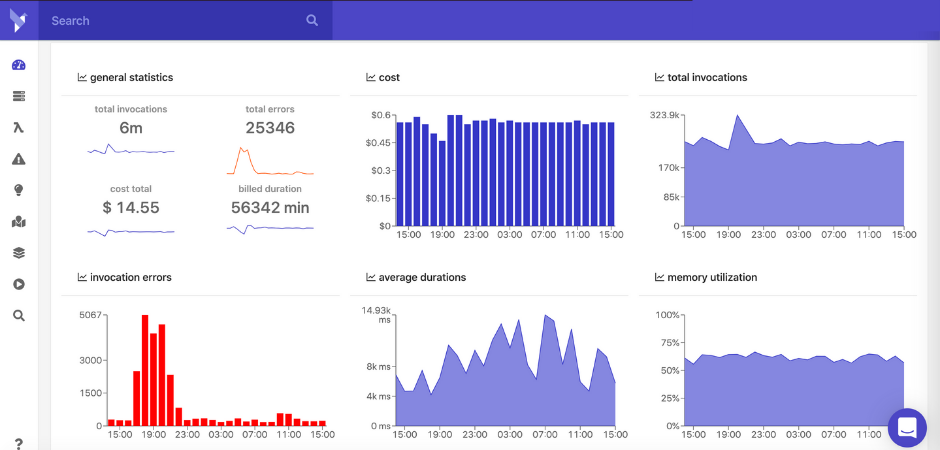 Search
general statistics
total invocations
6m
total errors
25346
cost total
$ 14.55
billed duration
56342 min
cost
$0.6
$0.45
$0.3
$0.15
$0
15:00 19:00 23:00 03:00 07:00 11:00 15:00
total invocations
323.9k
170k
85k
0
15:00 19:00 23:00 03:00 07:00 11:00 15:00
invocation errors
5067
3000
1500
0
15:00 19:00 23:00 03:00 07:00 11:00 15:00
average durations
14.93k
ms
8k ms
4k ms
0 ms
15:00 19:00 23:00 03:00 07:00 11:00 15:00
memory utilization
100%
75%
50%
25%
0%
15:00 19:00 23:00 03:00 07:00 11:00
?